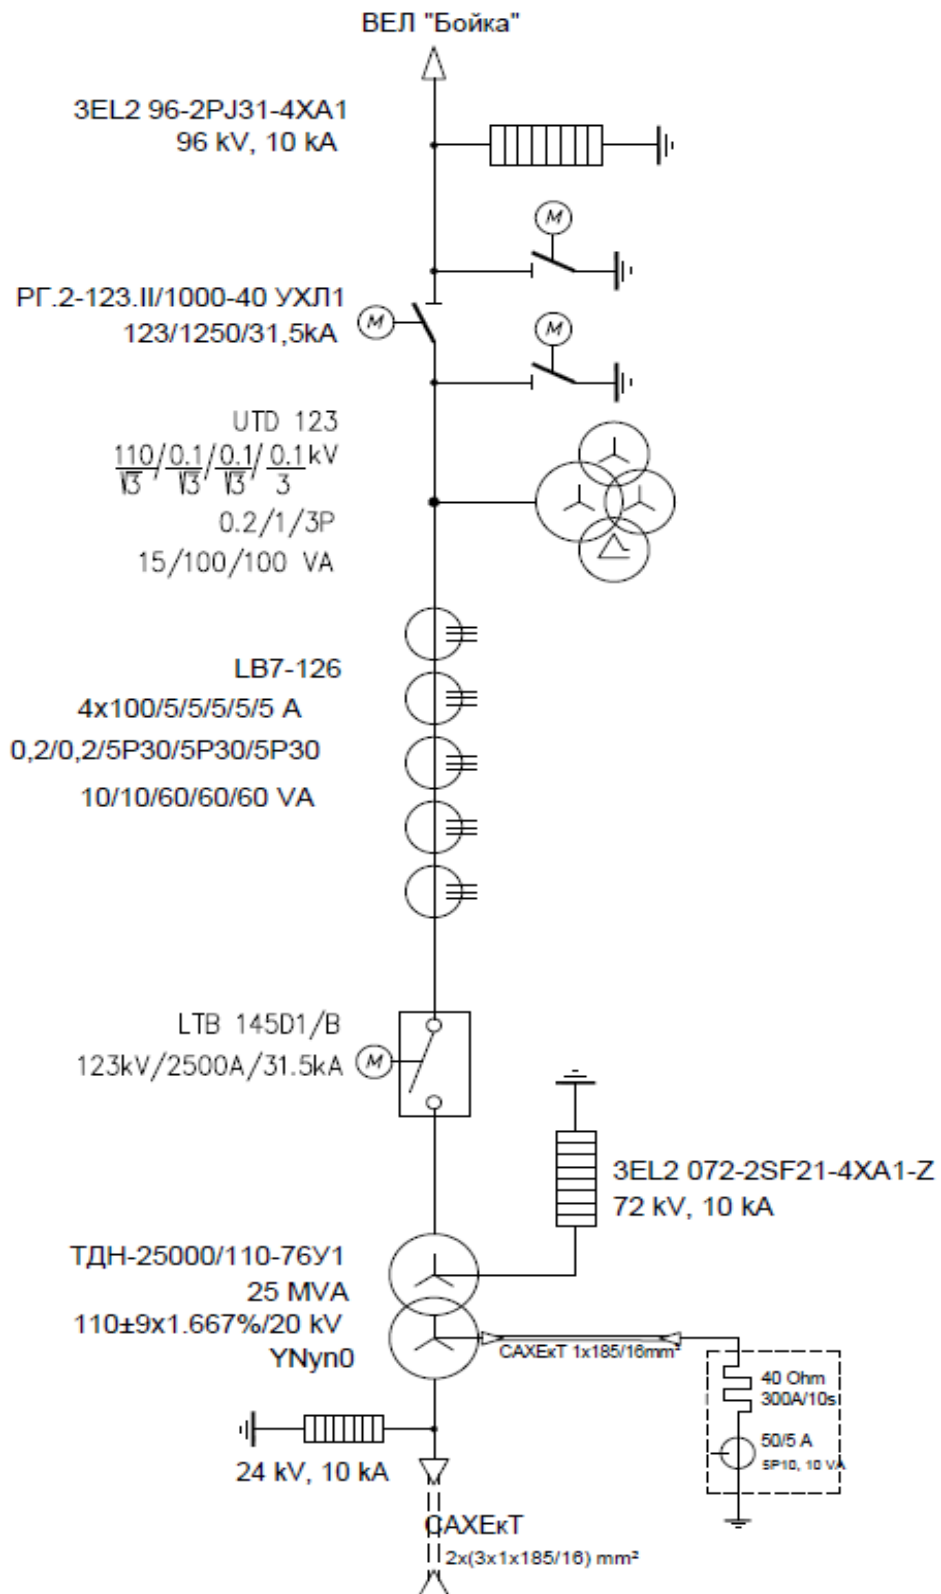 ВЕЛ "Бойка"
3EL2 96-2PJ31-4XA1
96 kV, 10 kA
M
РГ.2-123.II/1000-40 УХЛ1
123/1250/31,5kA
M
M
UTD 123
110/√3/0.1/√3/0.1/√3/0.1/3 kV
0.2/1/3P
15/100/100 VA
LB7-126
4x100/5/5/5/5/5 A
0,2/0,2/5P30/5P30/5P30
10/10/60/60/60 VA
LTB 145D1/B
123kV/2500A/31.5kA
M
3EL2 072-2SF21-4XA1-Z
72 kV, 10 kA
ТДН-25000/110-76У1
25 MVA
110±9x1.667%/20 kV
YNyn0
САХЕкТ 1x185/16mm²
40 Ohm
300A/10s
50/5 A
5P10, 10 VA
24 kV, 10 kA
САХЕкТ
2x(3x1x185/16) mm²